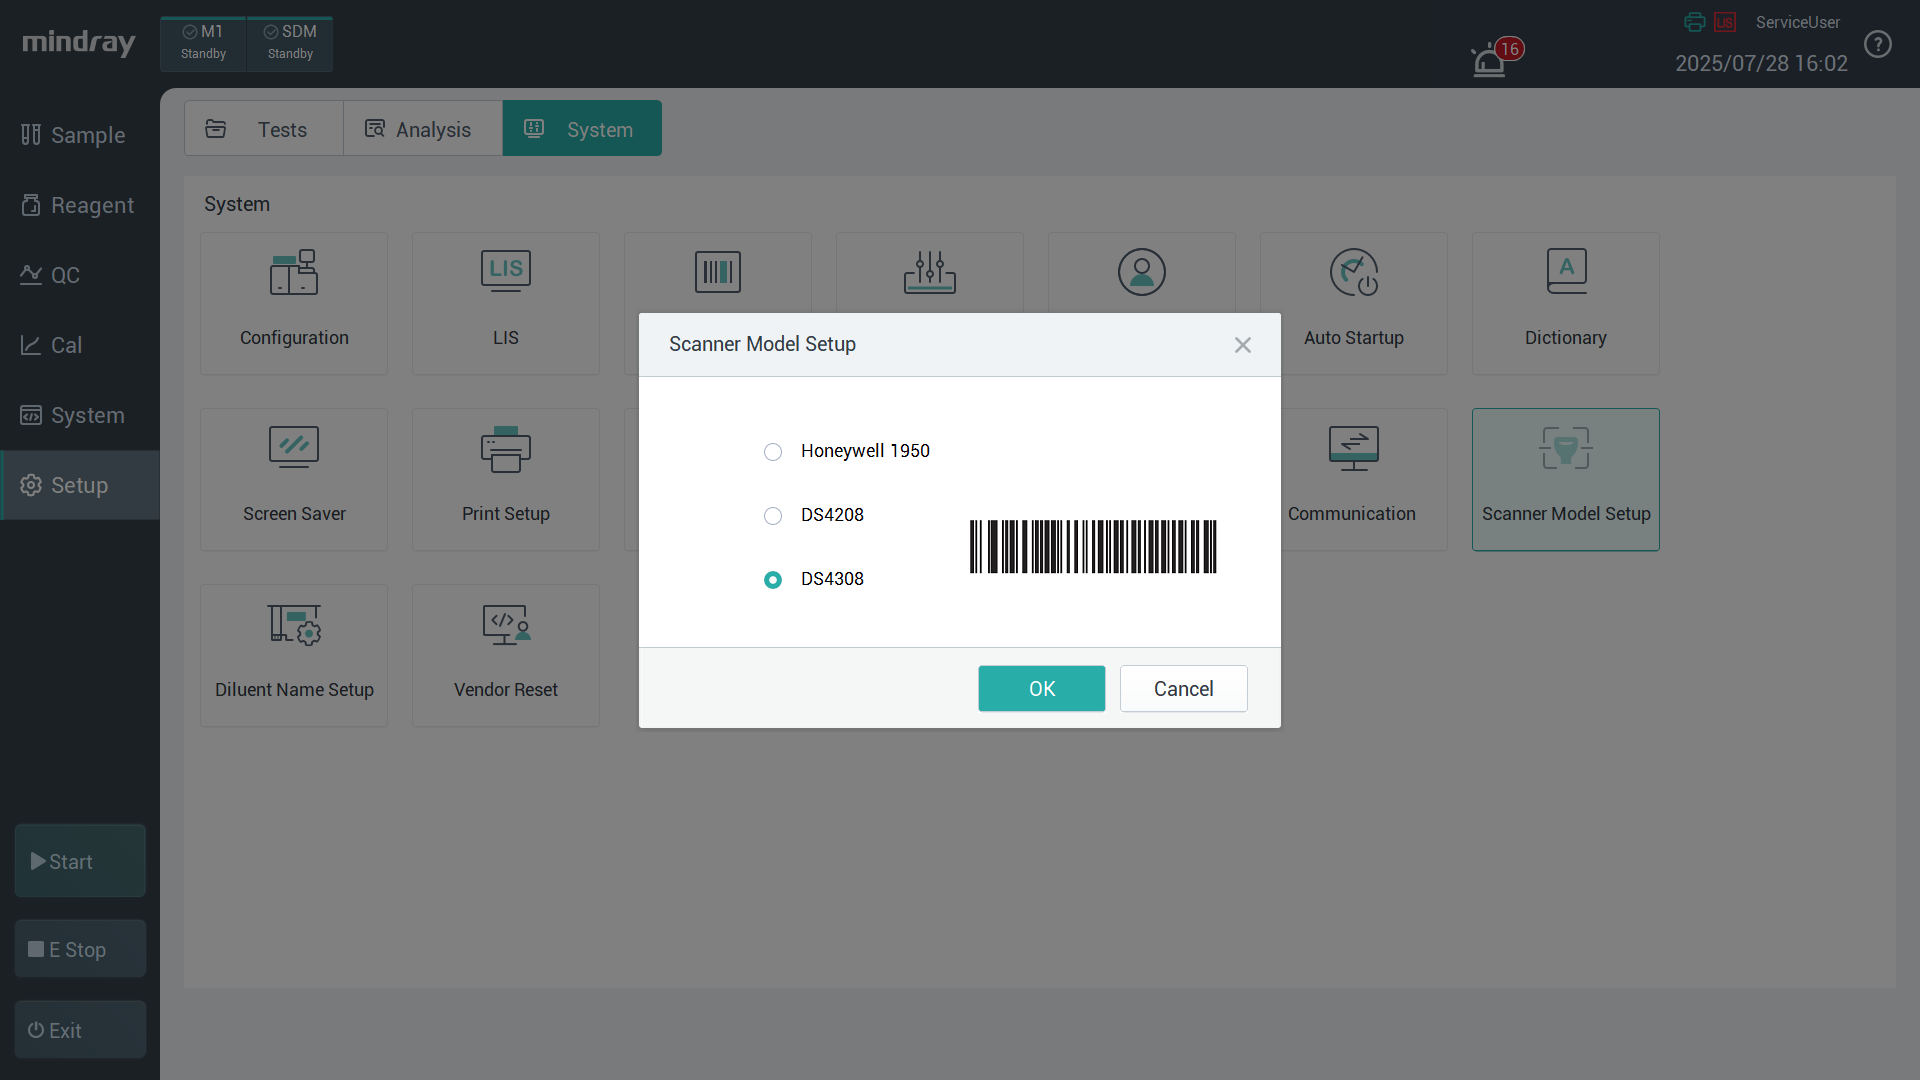 mindray
M1
Standby
SDM
Standby
16
LIS
ServiceUser
2025/07/28 16:02
?
Sample
Reagent
QC
Cal
System
Setup
Start
E Stop
Exit
Tests
Analysis
System
System
Configuration
LIS
LIS
Auto Startup
A
Dictionary
Screen Saver
Print Setup
Communication
Scanner Model Setup
Diluent Name Setup
Vendor Reset
Scanner Model Setup
Honeywell 1950
DS4208
DS4308
OK
Cancel